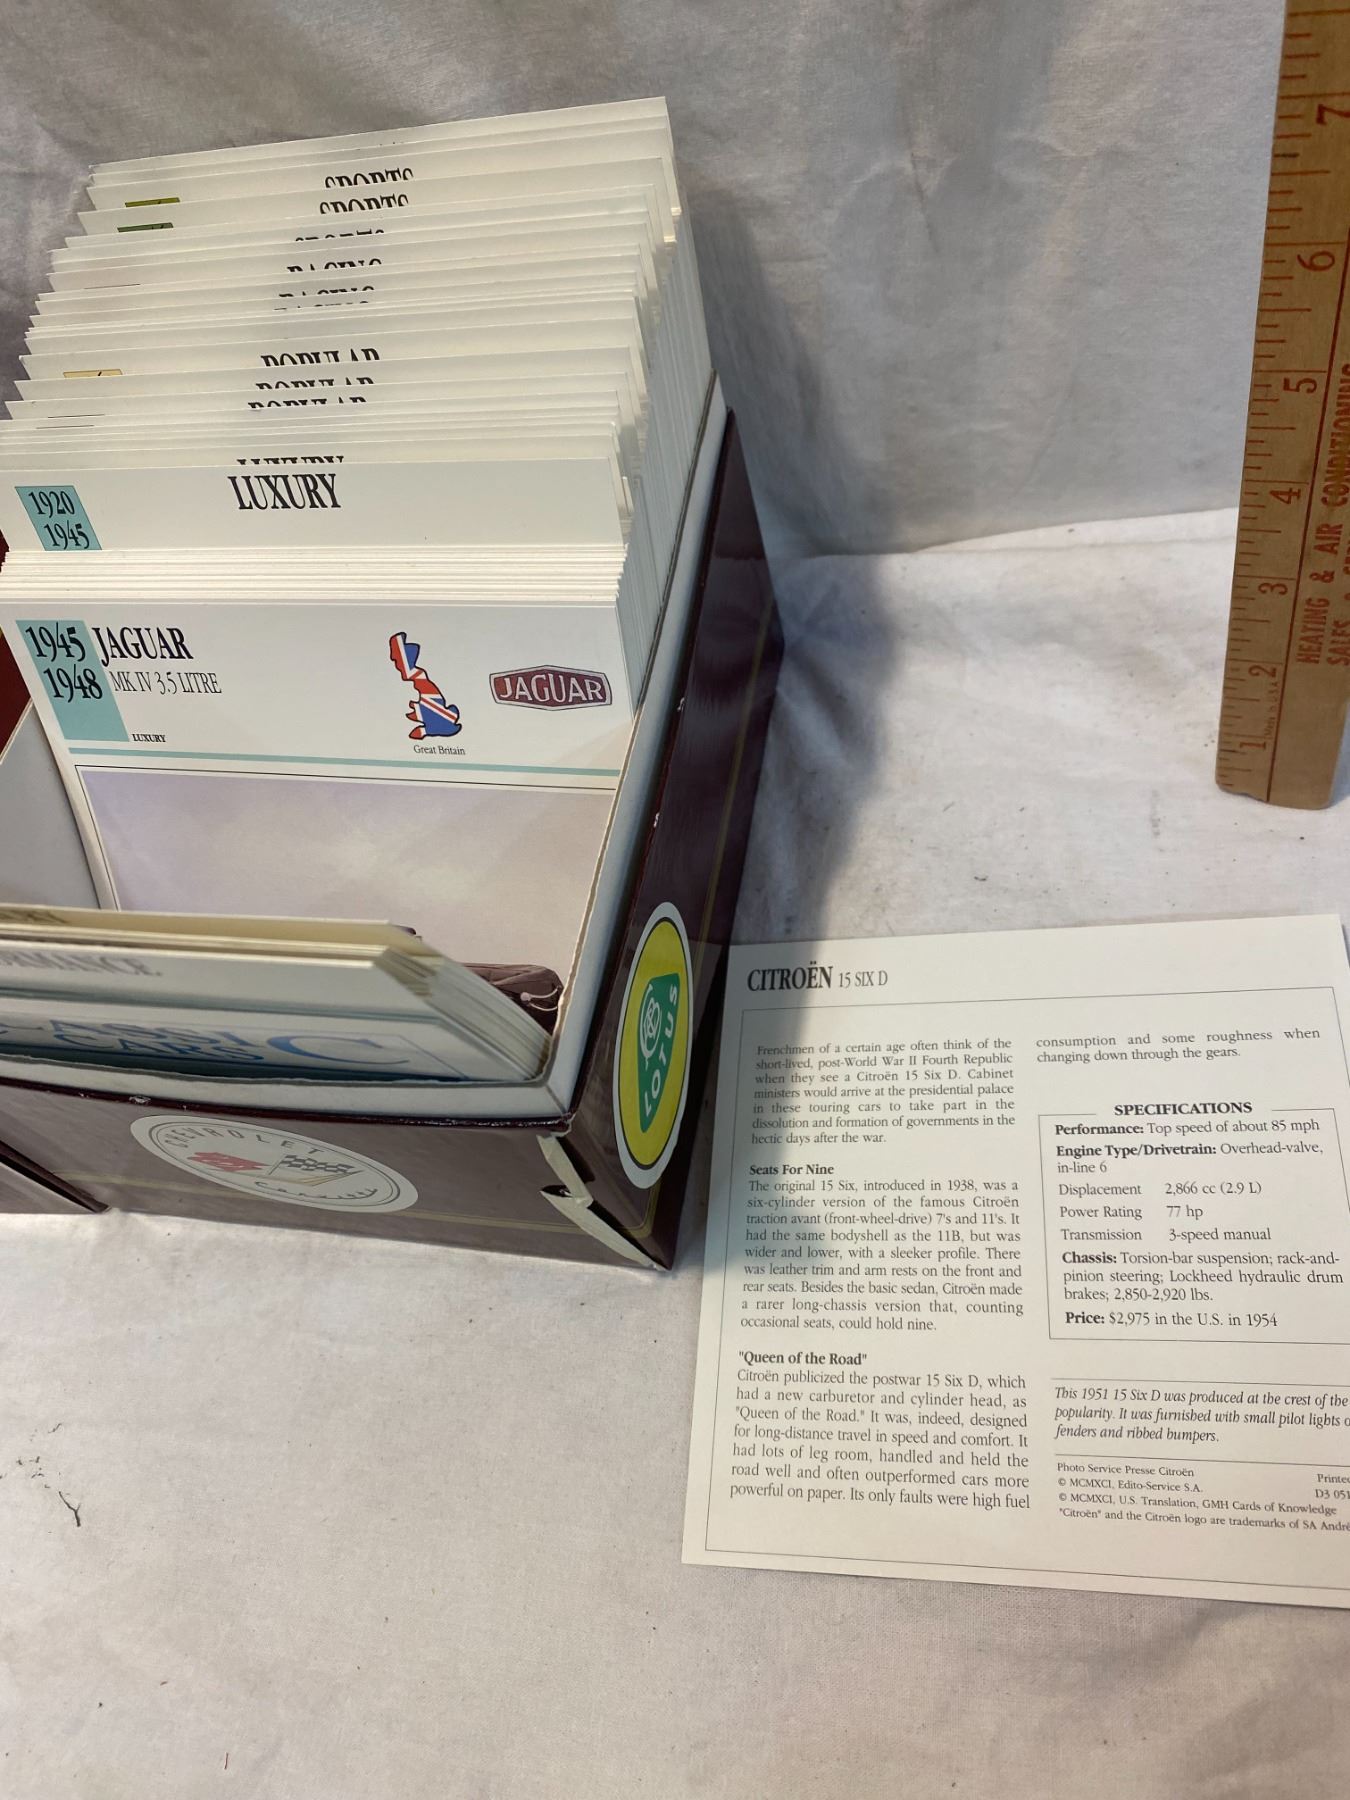 SPORTS
SPORTS
SPORTS
RACING
RACING
RACING
POPULAR
POPULAR
POPULAR
LUXURY
1920
1945
LUXURY
1945
1948
JAGUAR
MK IV 3.5 LITRE
LUXURY
Great Britain
JAGUAR
CLASSIC
CARS
CHEVROLET
Corvette
LOTUS
7
6
5
4
3
2
1
HEATING & AIR CONDITIONING
CITROËN 15 SIX D
Frenchmen of a certain age often think of the
short-lived, post-World War II Fourth Republic
when they see a Citroën 15 Six D. Cabinet
ministers would arrive at the presidential palace
in these touring cars to take part in the
dissolution and formation of governments in the
hectic days after the war.
Seats For Nine
The original 15 Six, introduced in 1938, was a
six-cylinder version of the famous Citroën
traction avant (front-wheel-drive) 7's and 11's. It
had the same bodyshell as the 11B, but was
wider and lower, with a sleeker profile. There
was leather trim and arm rests on the front and
rear seats. Besides the basic sedan, Citroën made
a rarer long-chassis version that, counting
occasional seats, could hold nine.
"Queen of the Road"
Citroën publicized the postwar 15 Six D, which
had a new carburetor and cylinder head, as
"Queen of the Road." It was, indeed, designed
for long-distance travel in speed and comfort. It
had lots of leg room, handled and held the
road well and often outperformed cars more
powerful on paper. Its only faults were high fuel
consumption and some roughness when
changing down through the gears.
SPECIFICATIONS
Performance: Top speed of about 85 mph
Engine Type/Drivetrain: Overhead-valve,
in-line 6
Displacement 2,866 cc (2.9 L)
Power Rating 77 hp
Transmission 3-speed manual
Chassis: Torsion-bar suspension; rack-and-
pinion steering; Lockheed hydraulic drum
brakes; 2,850-2,920 lbs.
Price: $2,975 in the U.S. in 1954
This 1951 15 Six D was produced at the crest of the
popularity. It was furnished with small pilot lights
fenders and ribbed bumpers.
Photo Service Presse Citroën
© MCMXCI, Edito-Service S.A.
© MCMXCI, U.S. Translation, GMH Cards of Knowledge
"Citroën" and the Citroën logo are trademarks of SA André
Printed
D3 051